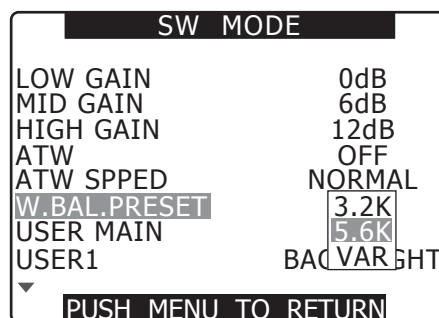 SW MODE
LOW GAIN 0dB
MID GAIN 6dB
HIGH GAIN 12dB
ATW OFF
ATW SPPED NORMAL
W.BAL.PRESET 3.2K
5.6K
USER MAIN
VAR
USER1
PUSH MENU TO RETURN